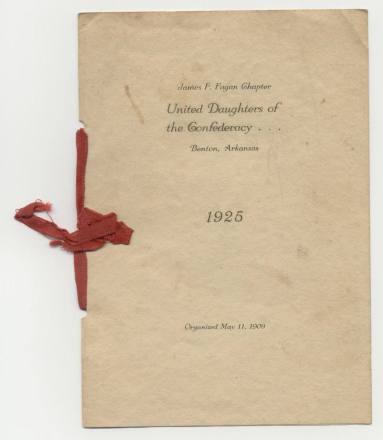 James F. Fagan Chapter
United Daughters of
the Confederacy . . .
Benton, Arkansas
1925
Organized May 11, 1909